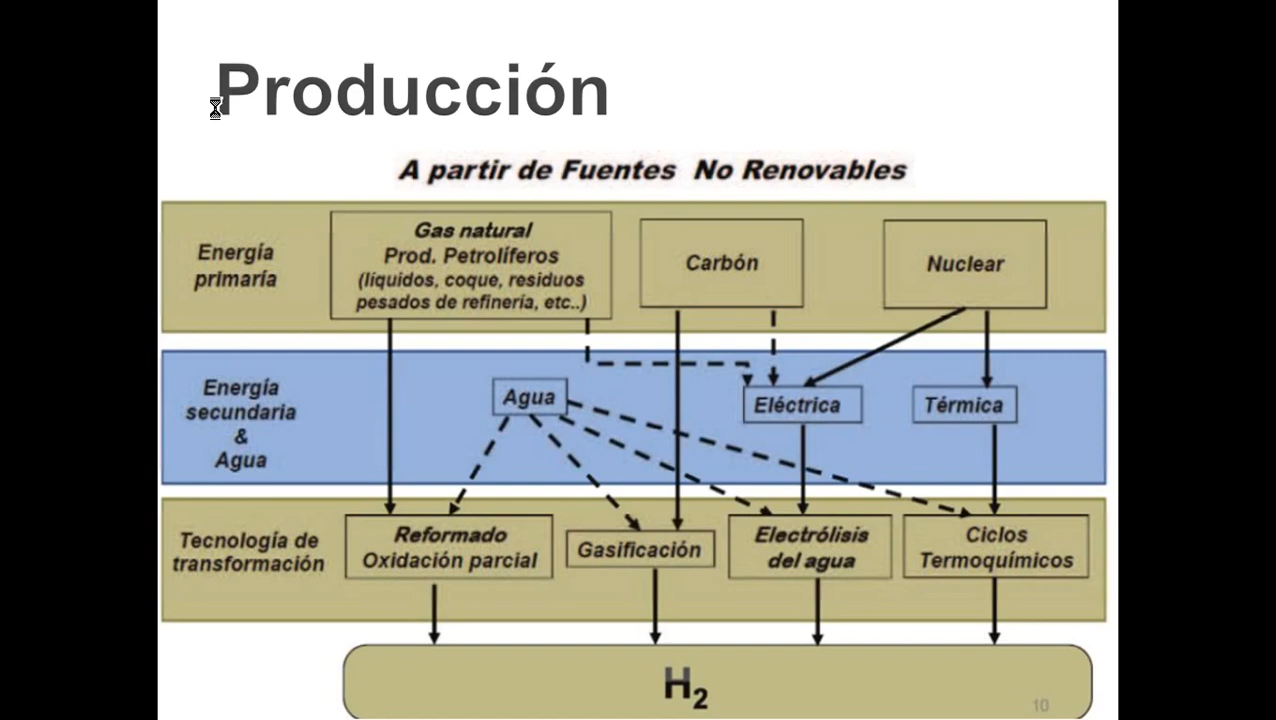 Producción
A partir de Fuentes No Renovables
Energía
primaría
Gas natural
Prod. Petrolíferos
(líquidos, coque, residuos
pesados de refinería, etc..)
Carbón
Nuclear
Energía
secundaria
&
Agua
Agua
Eléctrica
Térmica
Tecnología de
transformación
Reformado
Oxidación parcial
Gasificación
Electrólisis
del agua
Ciclos
Termoquímicos
H2
10